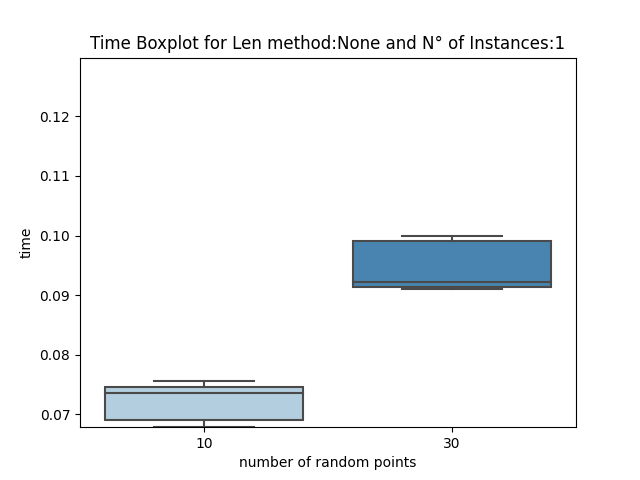 Time Boxplot for Len method:None and N° of Instances:1
0.12
0.11
0.10
0.09
0.08
0.07
time
10
30
number of random points